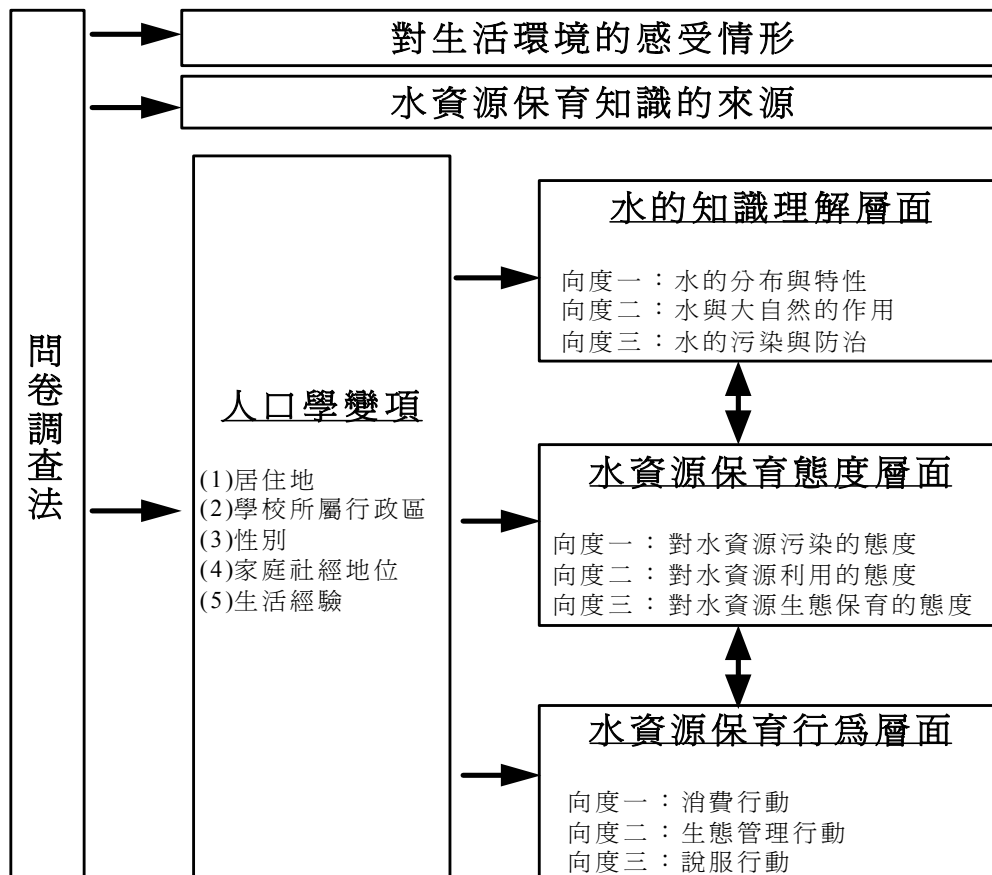 對生活環境的感受情形
水資源保育知識的來源
問卷調查法
人口學變項
(1)居住地
(2)學校所屬行政區
(3)性別
(4)家庭社經地位
(5)生活經驗
水的知識理解層面
向度一：水的分布與特性
向度二：水與大自然的作用
向度三：水的污染與防治
水資源保育態度層面
向度一：對水資源污染的態度
向度二：對水資源利用的態度
向度三：對水資源生態保育的態度
水資源保育行為層面
向度一：消費行動
向度二：生態管理行動
向度三：說服行動